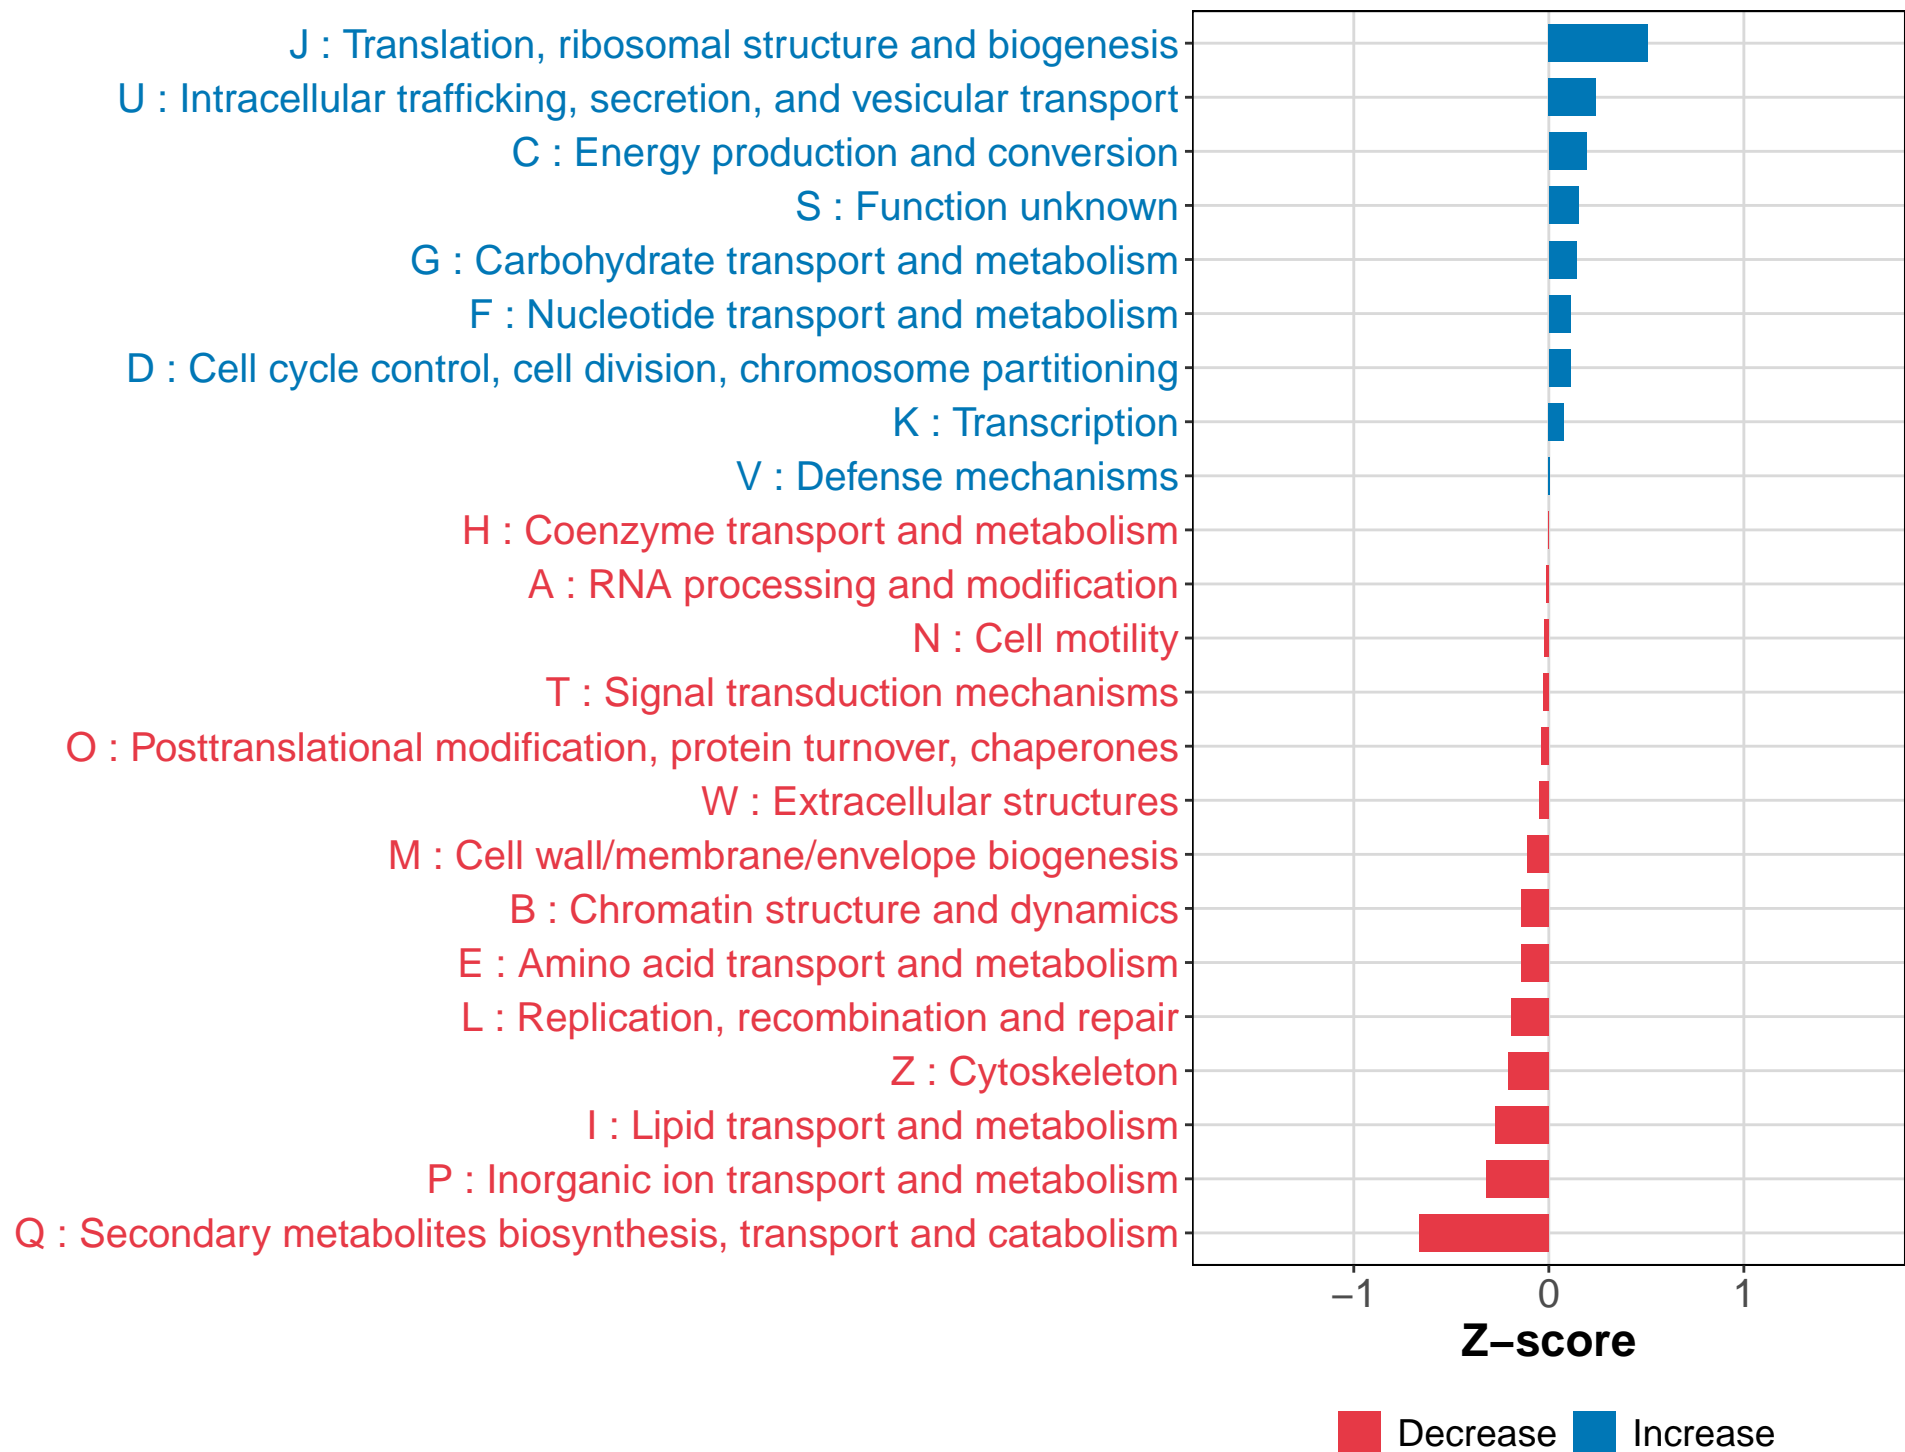 J : Translation, ribosomal structure and biogenesis
U : Intracellular trafficking, secretion, and vesicular transport
C : Energy production and conversion
S : Function unknown
G : Carbohydrate transport and metabolism
F : Nucleotide transport and metabolism
D : Cell cycle control, cell division, chromosome partitioning
K : Transcription
V : Defense mechanisms
H : Coenzyme transport and metabolism
A : RNA processing and modification
N : Cell motility
T : Signal transduction mechanisms
O : Posttranslational modification, protein turnover, chaperones
W : Extracellular structures
M : Cell wall/membrane/envelope biogenesis
B : Chromatin structure and dynamics
E : Amino acid transport and metabolism
L : Replication, recombination and repair
Z : Cytoskeleton
I : Lipid transport and metabolism
P : Inorganic ion transport and metabolism
Q : Secondary metabolites biosynthesis, transport and catabolism
−1 0 1
Z−score
Decrease Increase